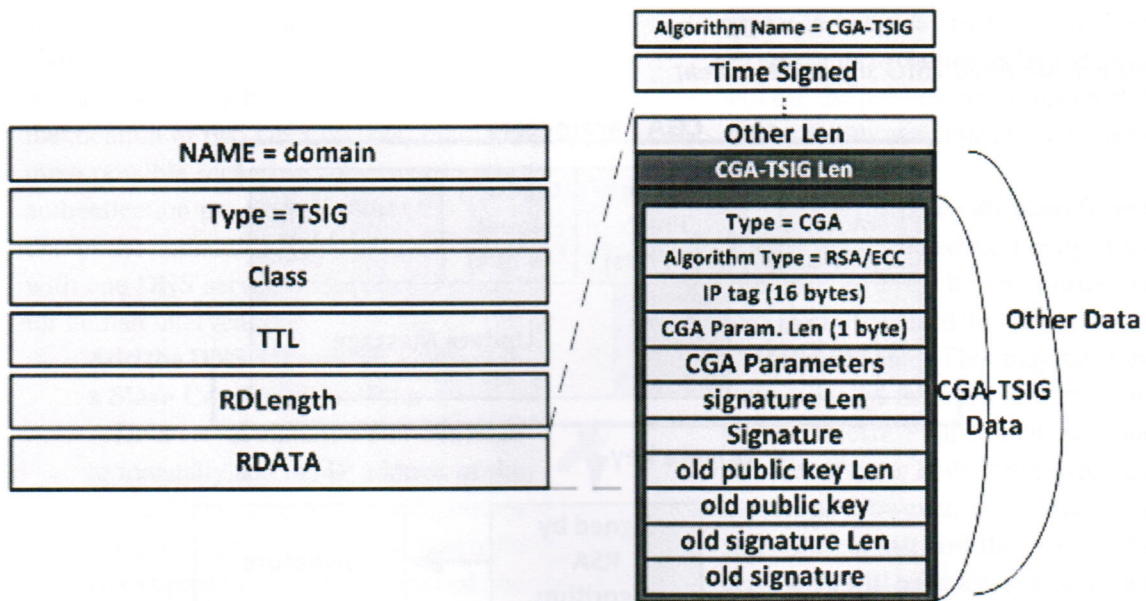 NAME = domain
Type = TSIG
Class
TTL
RDLength
RDATA
Algorithm Name = CGA-TSIG
Time Signed
Other Len
CGA-TSIG Len
Type = CGA
Algorithm Type = RSA/ECC
IP tag (16 bytes)
CGA Param. Len (1 byte)
CGA Parameters
signature Len
Signature
old public key Len
old public key
old signature Len
old signature
CGA-TSIG
Data
Other Data